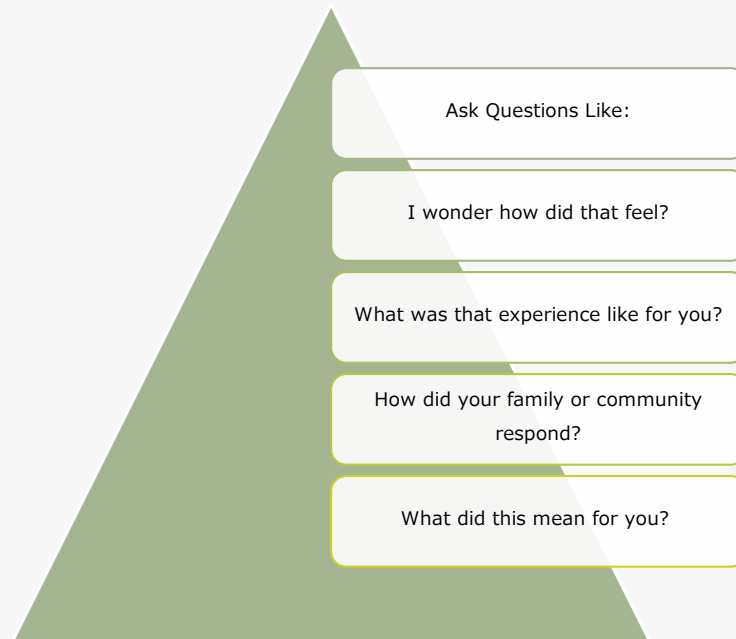 Ask Questions Like:
I wonder how did that feel?
What was that experience like for you?
How did your family or community
respond?
What did this mean for you?